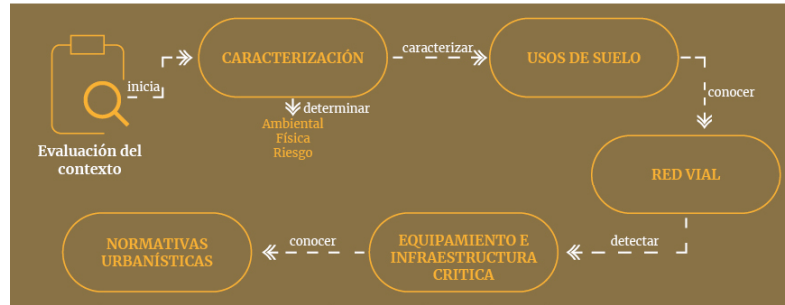 inicia
Evaluación del
contexto
CARACTERIZACIÓN
determinar
Ambiental
Física
Riesgo
caracterizar
USOS DE SUELO
conocer
RED VIAL
detectar
EQUIPAMIENTO E
INFRAESTRUCTURA
CRITICA
conocer
NORMATIVAS
URBANÍSTICAS